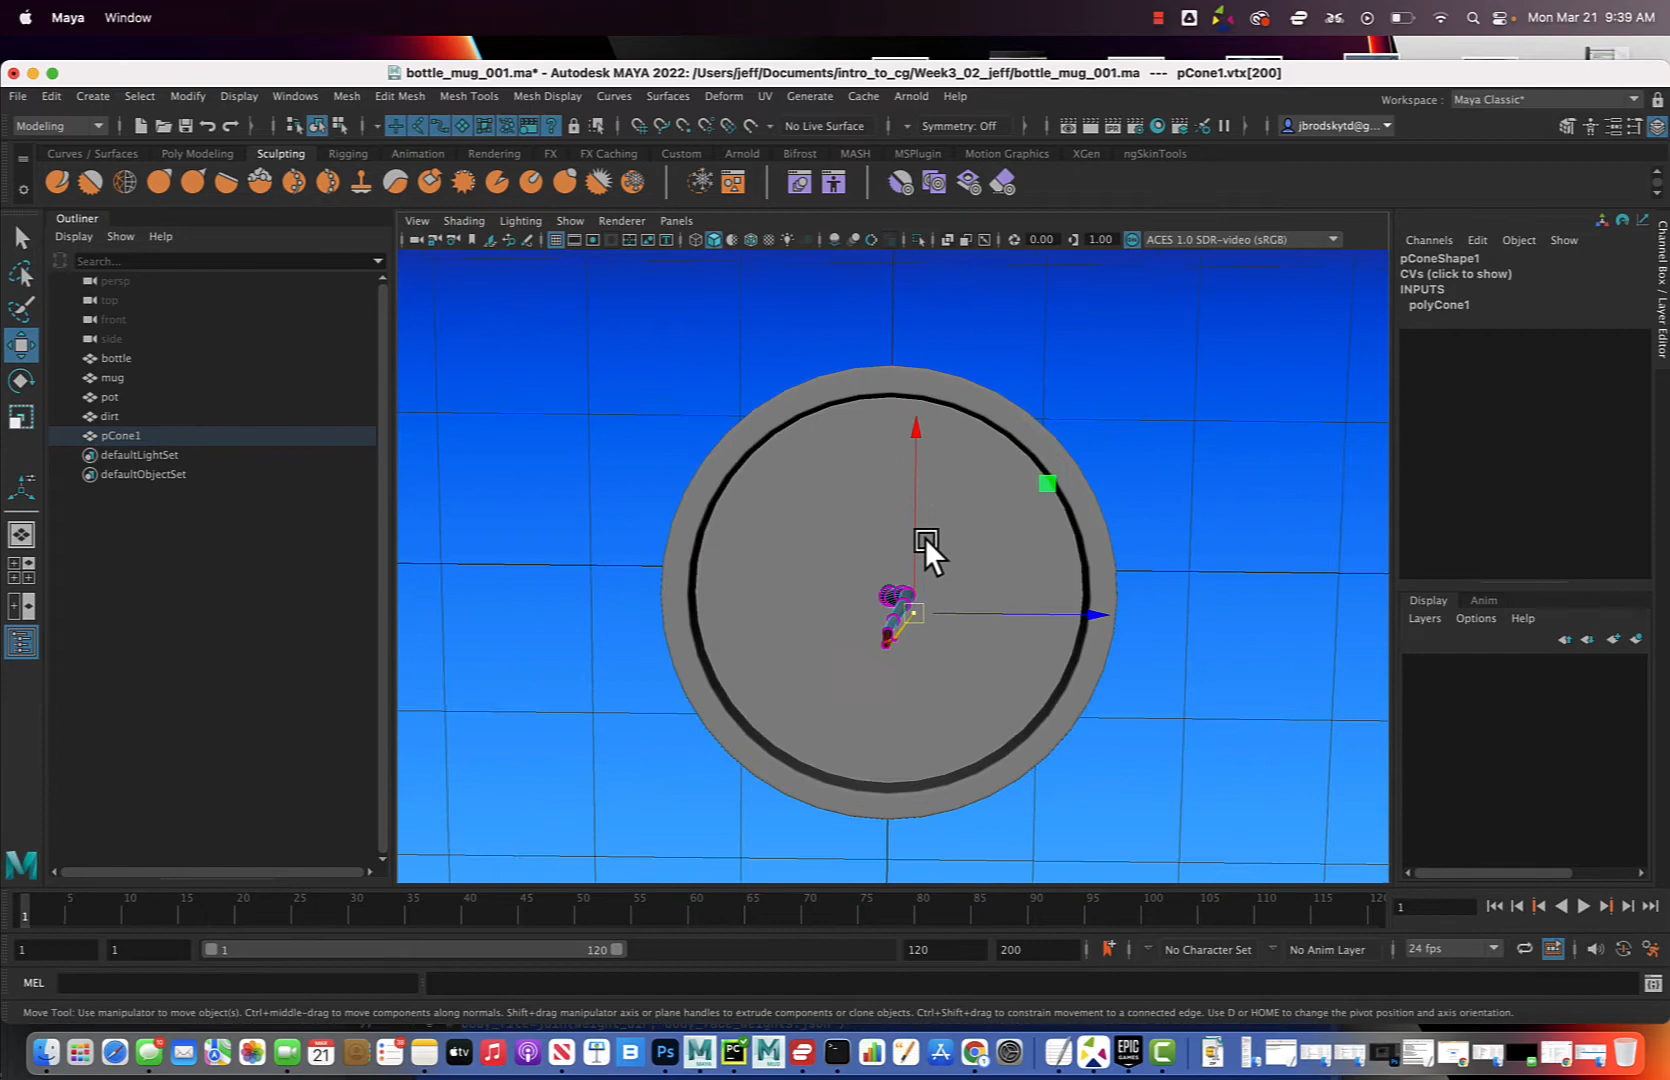 Maya Window Mon Mar 21 9:39 AM
bottle_mug_001.ma* - Autodesk MAYA 2022: /Users/jeff/Documents/intro_to_cg/Week3_02_jeff/bottle_mug_001.ma --- pCone1.vtx[200]
File Edit Create Select Modify Display Windows Mesh Edit Mesh Mesh Tools Mesh Display Curves Surfaces Deform UV Generate Cache Arnold Help Workspace : Maya Classic*
Modeling No Live Surface Symmetry: Off jbrodskytd@g...
Curves / Surfaces Poly Modeling Sculpting Rigging Animation Rendering FX FX Caching Custom Arnold Bifrost MASH MSPlugin Motion Graphics XGen ngSkinTools
Outliner
Display Show Help
Search...
persp
top
front
side
bottle
mug
pot
dirt
pCone1
defaultLightSet
defaultObjectSet
View Shading Lighting Show Renderer Panels
0.00 1.00 ACES 1.0 SDR-video (sRGB)
Channels Edit Object Show
pConeShape1
CVs (click to show)
INPUTS
polyCone1
Channel Box / Layer Editor
Display Anim
Layers Options Help
5 10 15 20 25 30 35 40 45 50 55 60 65 70 75 80 85 90 95 100 105 110 115 12
1 1
1 1 1 120 120 200 No Character Set No Anim Layer 24 fps
MEL
Move Tool: Use manipulator to move object(s). Ctrl+middle-drag to move components along normals. Shift+drag manipulator axis or plane handles to extrude components or clone objects. Ctrl+Shift+drag to constrain movement to a connected edge. Use D or HOME to change the pivot position and axis orientation.